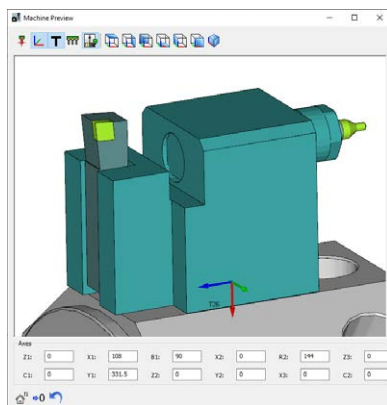 Machine Preview
T26
Axes
Z1: 0 X1: 108 B1: 90 X2: 0 R2: 144 Z3: 0
C1: 0 Y1: 331.5 Z2: 0 Y2: 0 X3: 0 C2: 0
0